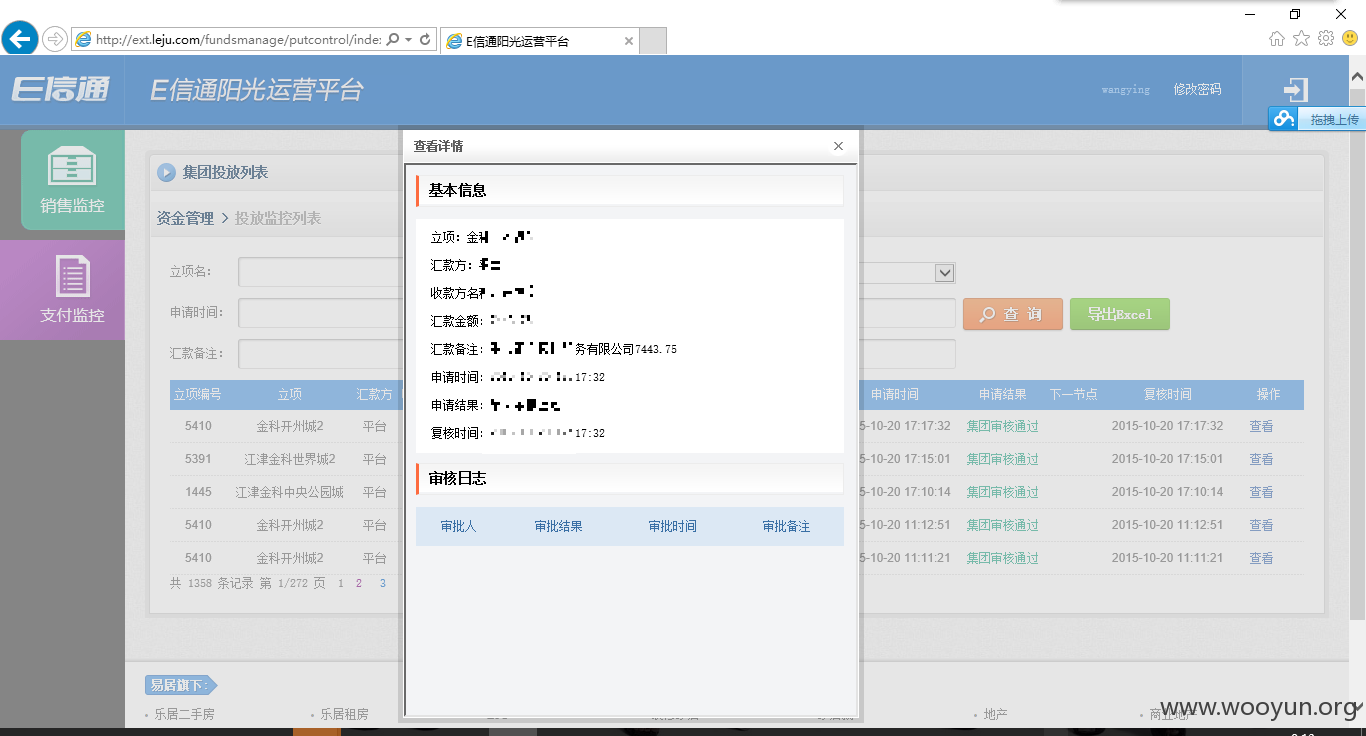 http://ext.leju.com/fundsmanage/putcontrol/inde:
E信通阳光运营平台
E信通
E信通阳光运营平台
wangying
修改密码
拖拽上传
销售监控
支付监控
集团投放列表
资金管理 > 投放监控列表
立项名：
申请时间：
汇款备注：
查 询
导出Excel
立项编号 立项 汇款方 申请时间 申请结果 下一节点 复核时间 操作
5410 金科开州城2 平台 5-10-20 17:17:32 集团审核通过 2015-10-20 17:17:32 查看
5391 江津金科世界城2 平台 5-10-20 17:15:01 集团审核通过 2015-10-20 17:15:01 查看
1445 江津金科中央公园城 平台 5-10-20 17:10:14 集团审核通过 2015-10-20 17:10:14 查看
5410 金科开州城2 平台 5-10-20 11:12:51 集团审核通过 2015-10-20 11:12:51 查看
5410 金科开州城2 平台 5-10-20 11:11:21 集团审核通过 2015-10-20 11:11:21 查看
共 1358 条记录 第 1/272 页 1 2 3
查看详情
基本信息
立项：金
汇款方：
收款方名
汇款金额：
汇款备注： 务有限公司7443.75
申请时间： 17:32
申请结果：
复核时间： 17:32
审核日志
审批人 审批结果 审批时间 审批备注
易居旗下：
乐居二手房
乐居租房
地产
商业地产
www.wooyun.org